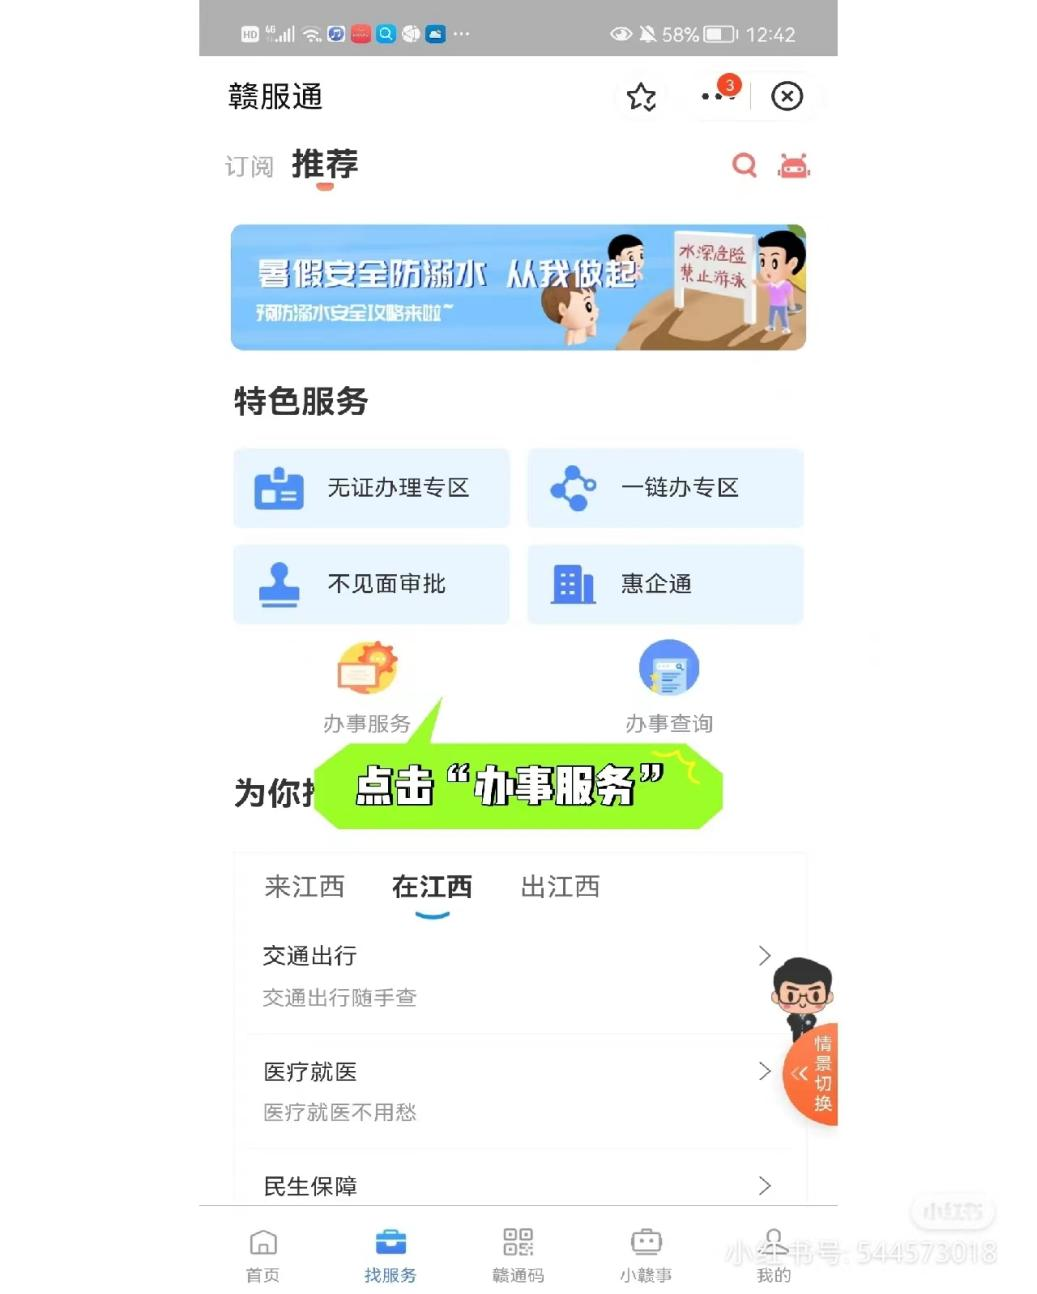 HD 4G 58% 12:42
赣服通
3
订阅 推荐
暑假安全防溺水 从我做起
预防溺水安全攻略来啦~
水深危险
禁止游泳
特色服务
无证办理专区 一链办专区
不见面审批 惠企通
办事服务 办事查询
点击“办事服务”
为你
来江西 在江西 出江西
交通出行
交通出行随手查
医疗就医
医疗就医不用愁
民生保障
情景切换
首页 找服务 赣通码 小赣事 我的
小红书
小红书号: 544573018